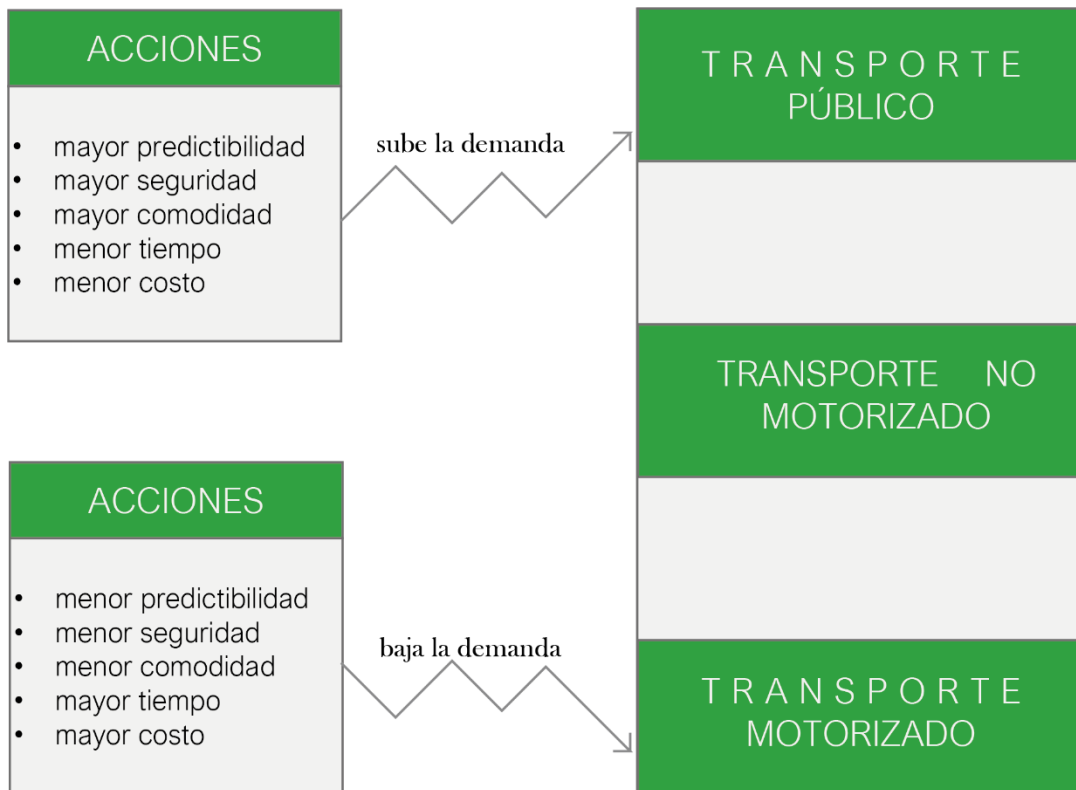 ACCIONES
• mayor predictibilidad
• mayor seguridad
• mayor comodidad
• menor tiempo
• menor costo
sube la demanda
TRANSPORTE
PÚBLICO
TRANSPORTE NO
MOTORIZADO
ACCIONES
• menor predictibilidad
• menor seguridad
• menor comodidad
• mayor tiempo
• mayor costo
baja la demanda
TRANSPORTE
MOTORIZADO